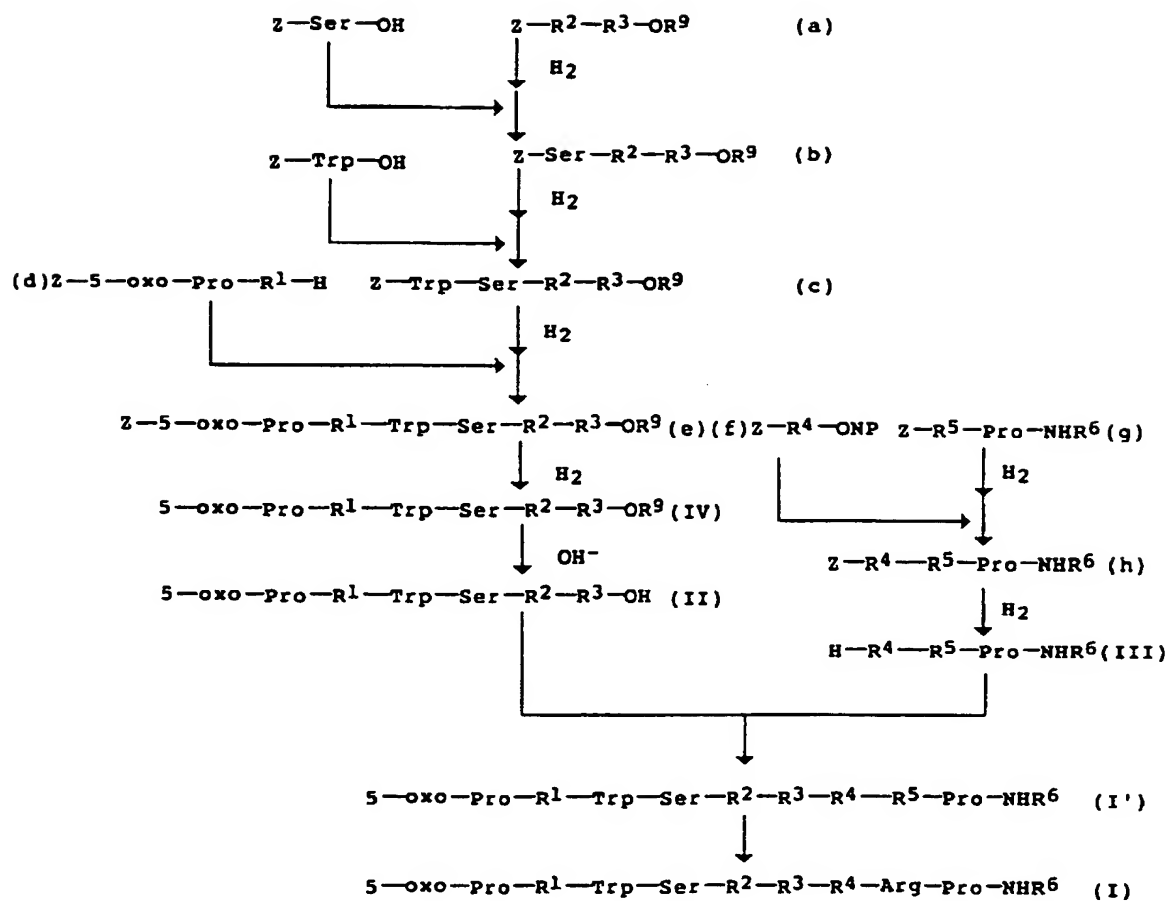 Z—Ser—OH Z—R2—R3—OR9 (a)
H2
Z—Trp—OH Z—Ser—R2—R3—OR9 (b)
H2
(d)Z—5—oxo—Pro—R1—H Z—Trp—Ser—R2—R3—OR9 (c)
H2
Z—5—oxo—Pro—R1—Trp—Ser—R2—R3—OR9 (e)(f)Z—R4—ONP Z—R5—Pro—NHR6(g)
H2 H2
5—oxo—Pro—R1—Trp—Ser—R2—R3—OR9 (IV)
OH- Z—R4—R5—Pro—NHR6 (h)
5—oxo—Pro—R1—Trp—Ser—R2—R3—OH (II) H2
H—R4—R5—Pro—NHR6(III)
5—oxo—Pro—R1—Trp—Ser—R2—R3—R4—R5—Pro—NHR6 (I')
5—oxo—Pro—R1—Trp—Ser—R2—R3—R4—Arg—Pro—NHR6 (I)